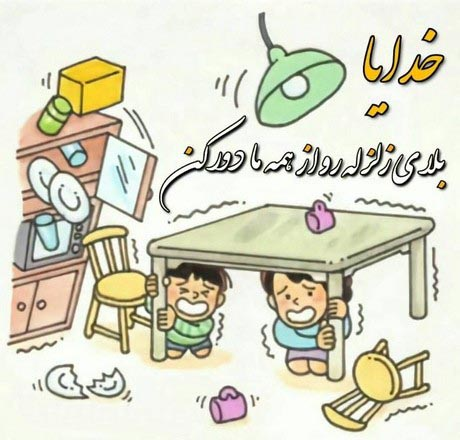 خدایا
بلای زلزله رو از همه ما دور کن